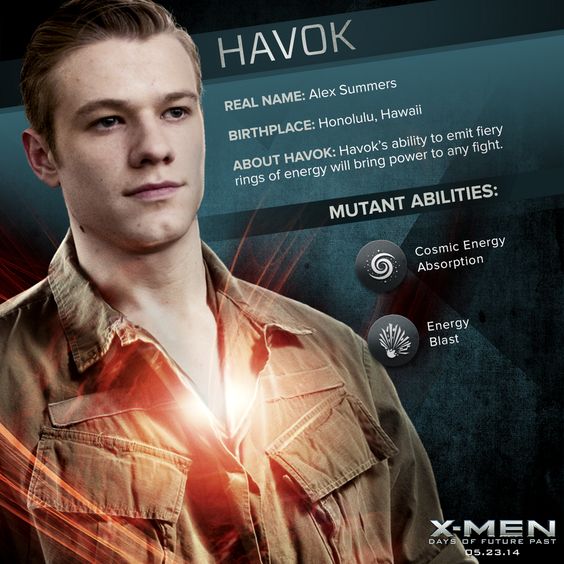 HAVOK
REAL NAME: Alex Summers
BIRTHPLACE: Honolulu, Hawaii
ABOUT HAVOK: Havok's ability to emit fiery
rings of energy will bring power to any fight.
MUTANT ABILITIES:
Cosmic Energy
Absorption
Energy
Blast
X-MEN
DAYS OF FUTURE PAST
05.23.14